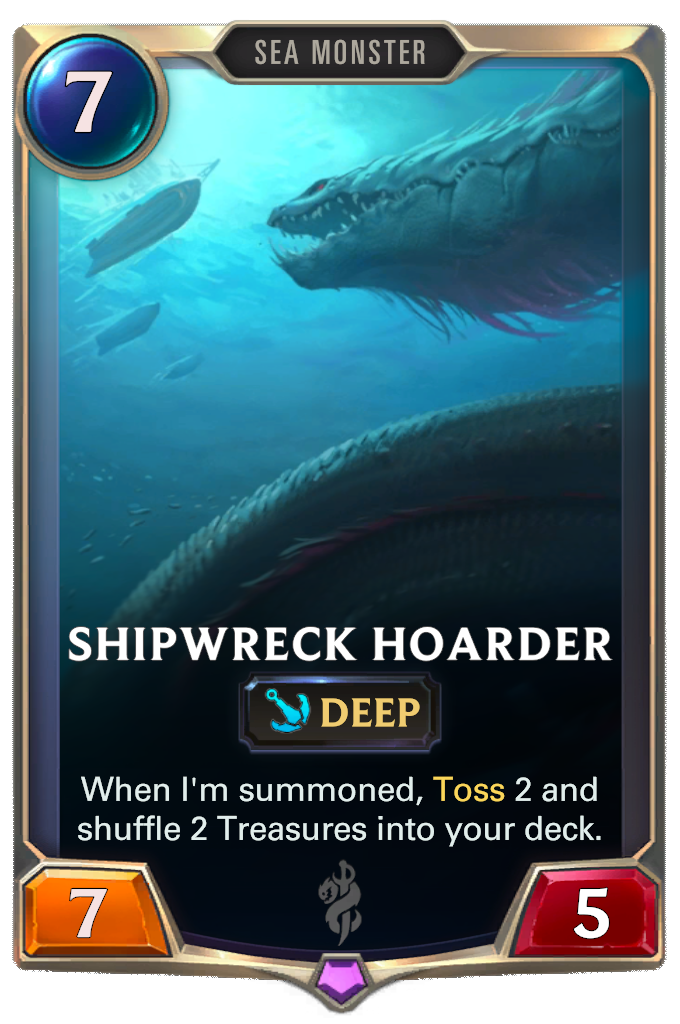 SEA MONSTER
7
SHIPWRECK HOARDER
DEEP
When I'm summoned, Toss 2 and
shuffle 2 Treasures into your deck.
7
5